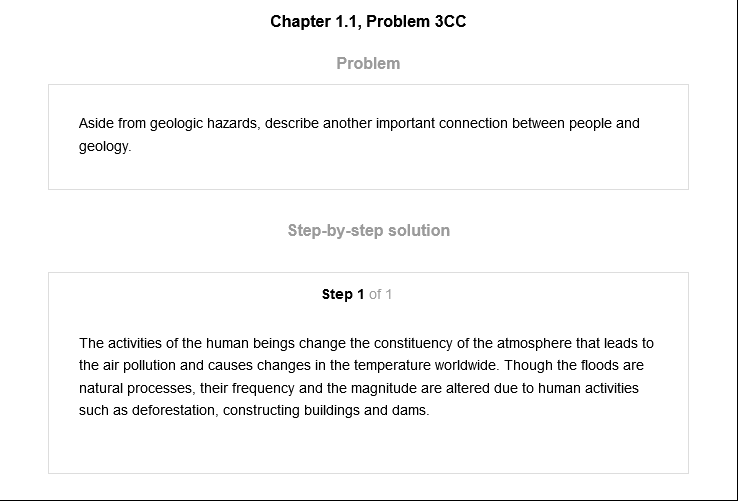 Chapter 1.1, Problem 3CC
Problem
Aside from geologic hazards, describe another important connection between people and
geology.
Step-by-step solution
Step 1 of 1
The activities of the human beings change the constituency of the atmosphere that leads to
the air pollution and causes changes in the temperature worldwide. Though the floods are
natural processes, their frequency and the magnitude are altered due to human activities
such as deforestation, constructing buildings and dams.